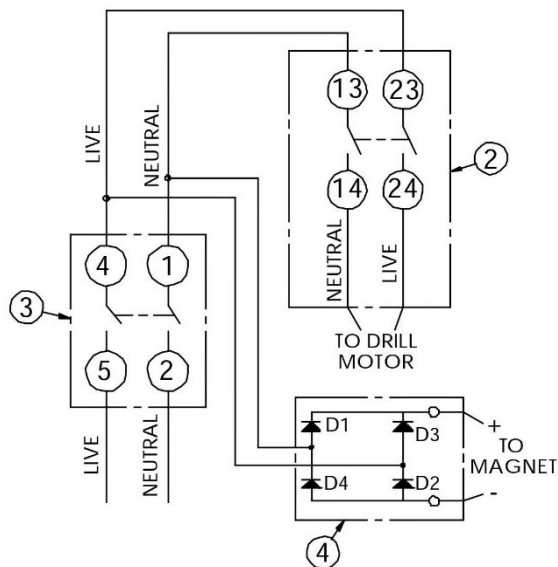 LIVE
NEUTRAL
13
23
14
24
2
NEUTRAL
LIVE
TO DRILL
MOTOR
4
1
3
5
2
LIVE
NEUTRAL
D1
D3
D4
D2
+
TO
MAGNET
-
4